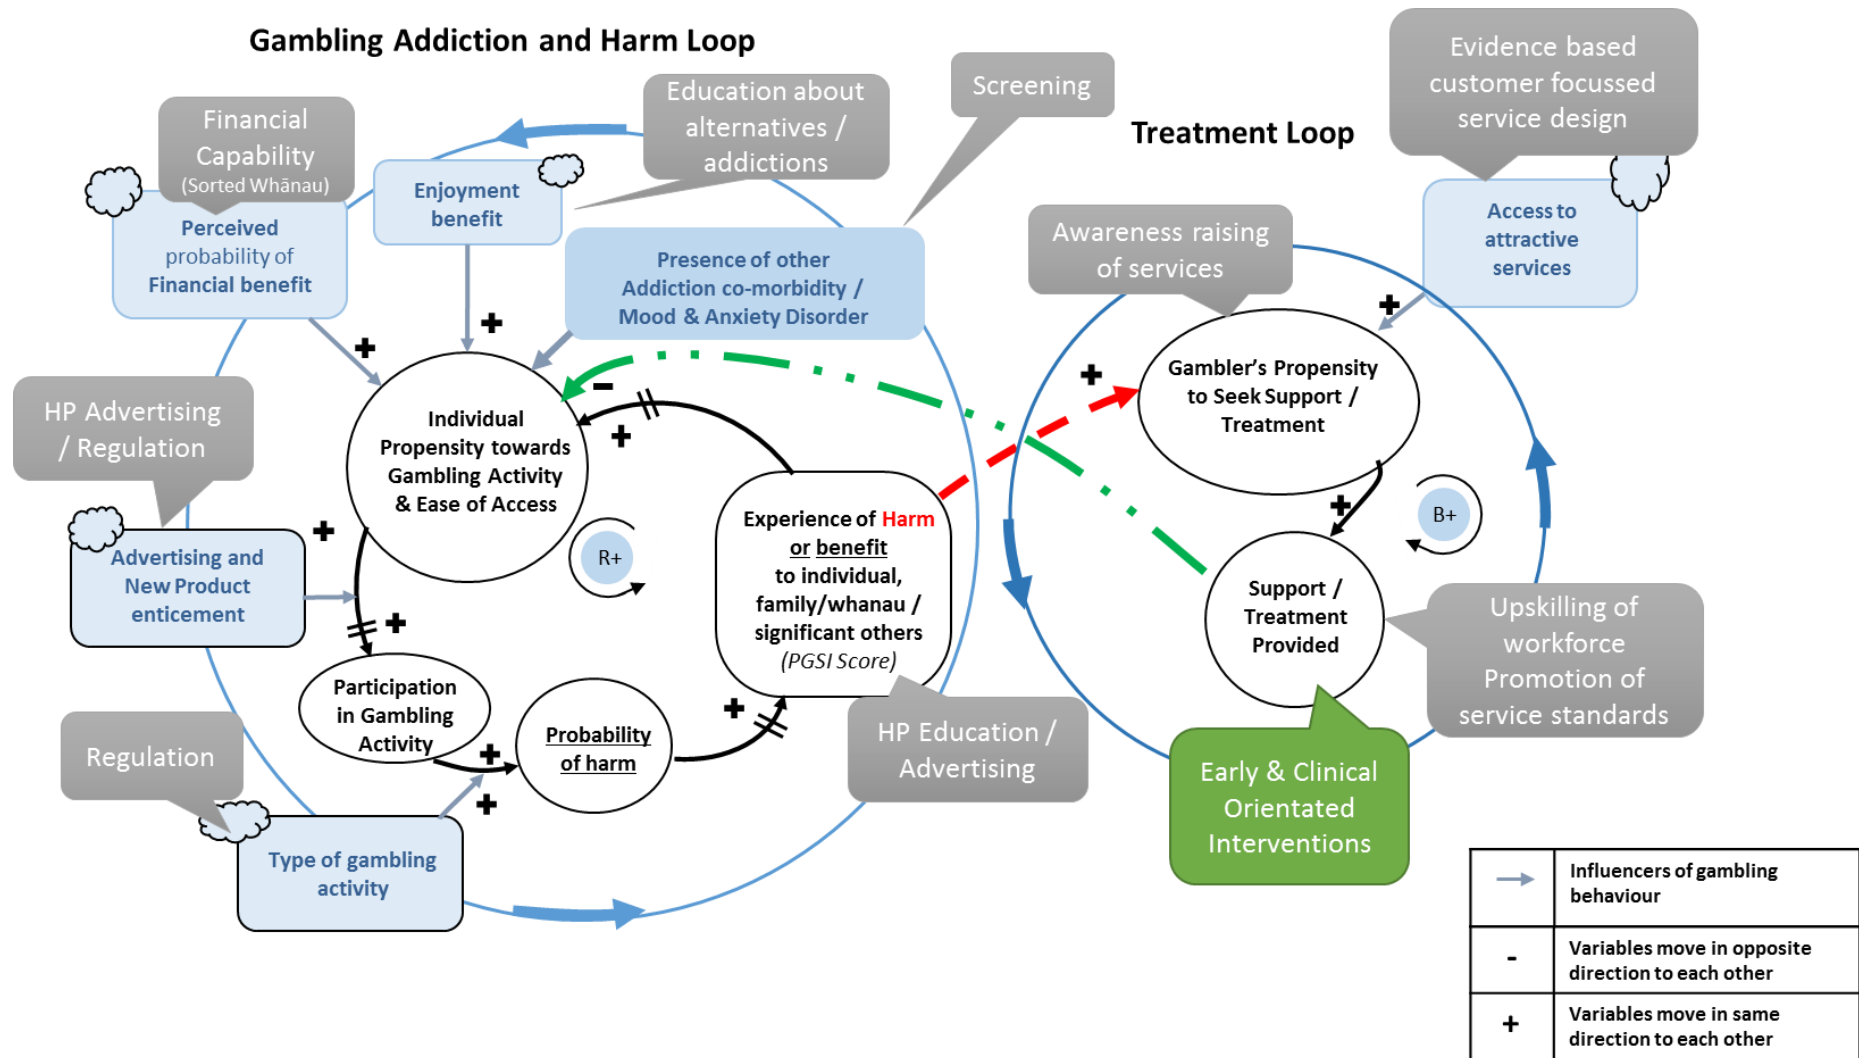 Gambling Addiction and Harm Loop
Financial
Capability
(Sorted Whānau)
Education about
alternatives /
addictions
Screening
Evidence based
customer focussed
service design
Treatment Loop
Perceived
probability of
Financial benefit
Enjoyment
benefit
Presence of other
Addiction co-morbidity /
Mood & Anxiety Disorder
Awareness raising
of services
Access to
attractive
services
+
+
+
+
-
+
HP Advertising
/ Regulation
Individual
Propensity towards
Gambling Activity
& Ease of Access
Gambler's Propensity
to Seek Support /
Treatment
Advertising and
New Product
enticement
+
+
R+
Experience of Harm
or benefit
to individual,
family/whanau /
significant others
(PGSI Score)
+
B+
Support /
Treatment
Provided
Upskilling of
workforce
Promotion of
service standards
Participation
in Gambling
Activity
Probability
of harm
+
+
+
HP Education /
Advertising
Regulation
Type of gambling
activity
Early & Clinical
Orientated
Interventions
Influencers of gambling
behaviour
-
Variables move in opposite
direction to each other
+
Variables move in same
direction to each other